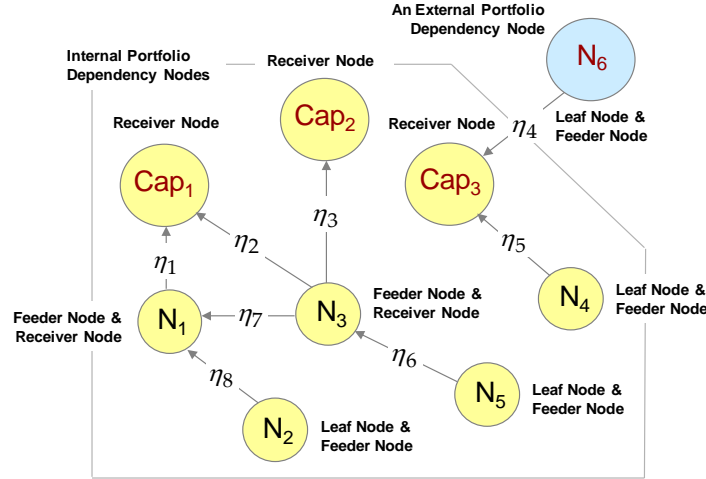 An External Portfolio
Dependency Node
Internal Portfolio
Dependency Nodes
Receiver Node
N6
Cap2
Leaf Node &
Feeder Node
Receiver Node
Receiver Node
η4
Cap1
Cap3
η3
η2
η5
η1
Feeder Node &
Receiver Node
N1
η7
N3
Feeder Node &
Receiver Node
N4
Leaf Node &
Feeder Node
η6
η8
N5
Leaf Node &
Feeder Node
N2
Leaf Node &
Feeder Node